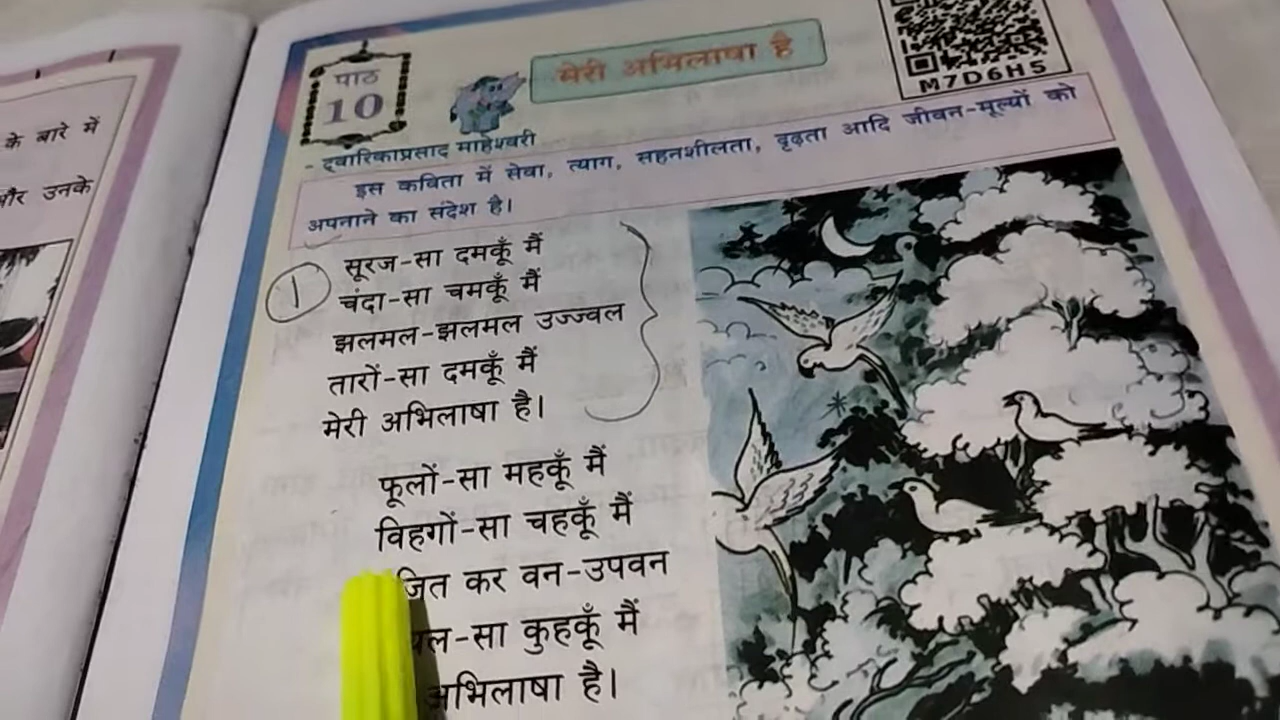 के बारे में
और उनके
पाठ
10
मेरी अभिलाषा है
M7D6H5
- द्वारिकाप्रसाद माहेश्वरी
इस कविता में सेवा, त्याग, सहनशीलता, दृढ़ता आदि जीवन-मूल्यों को
अपनाने का संदेश है।
1
सूरज-सा दमकूँ मैं
चंदा-सा चमकूँ मैं
झलमल-झलमल उज्ज्वल
तारों-सा दमकूँ मैं
मेरी अभिलाषा है।
फूलों-सा महकूँ मैं
विहगों-सा चहकूँ मैं
जित कर वन-उपवन
यल-सा कुहकूँ मैं
अभिलाषा है।